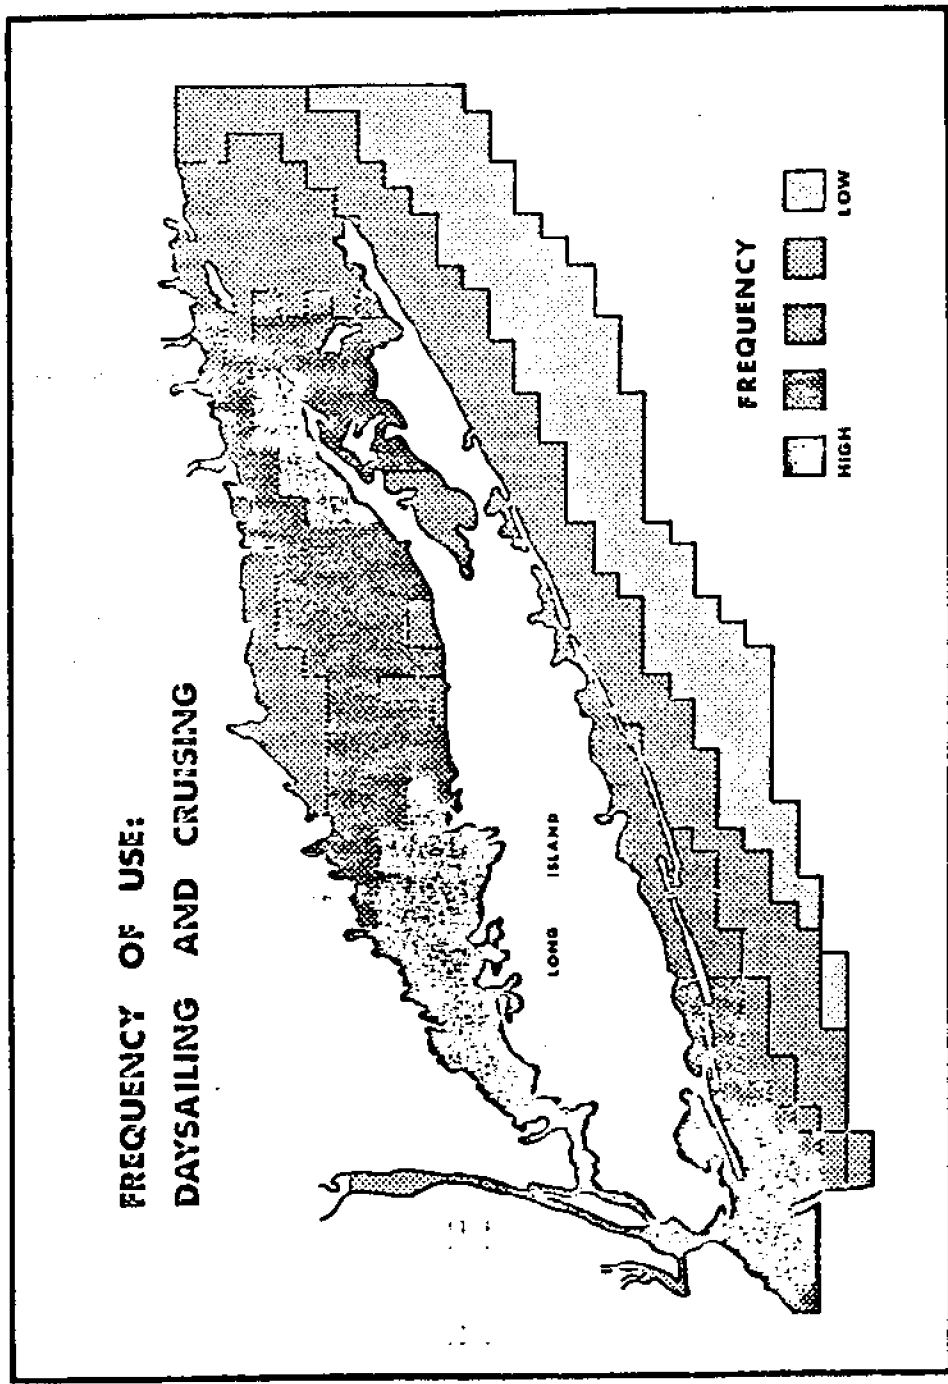 FREQUENCY OF USE:
DAYSAILING AND CRUISING
LONG ISLAND
FREQUENCY
HIGH LOW